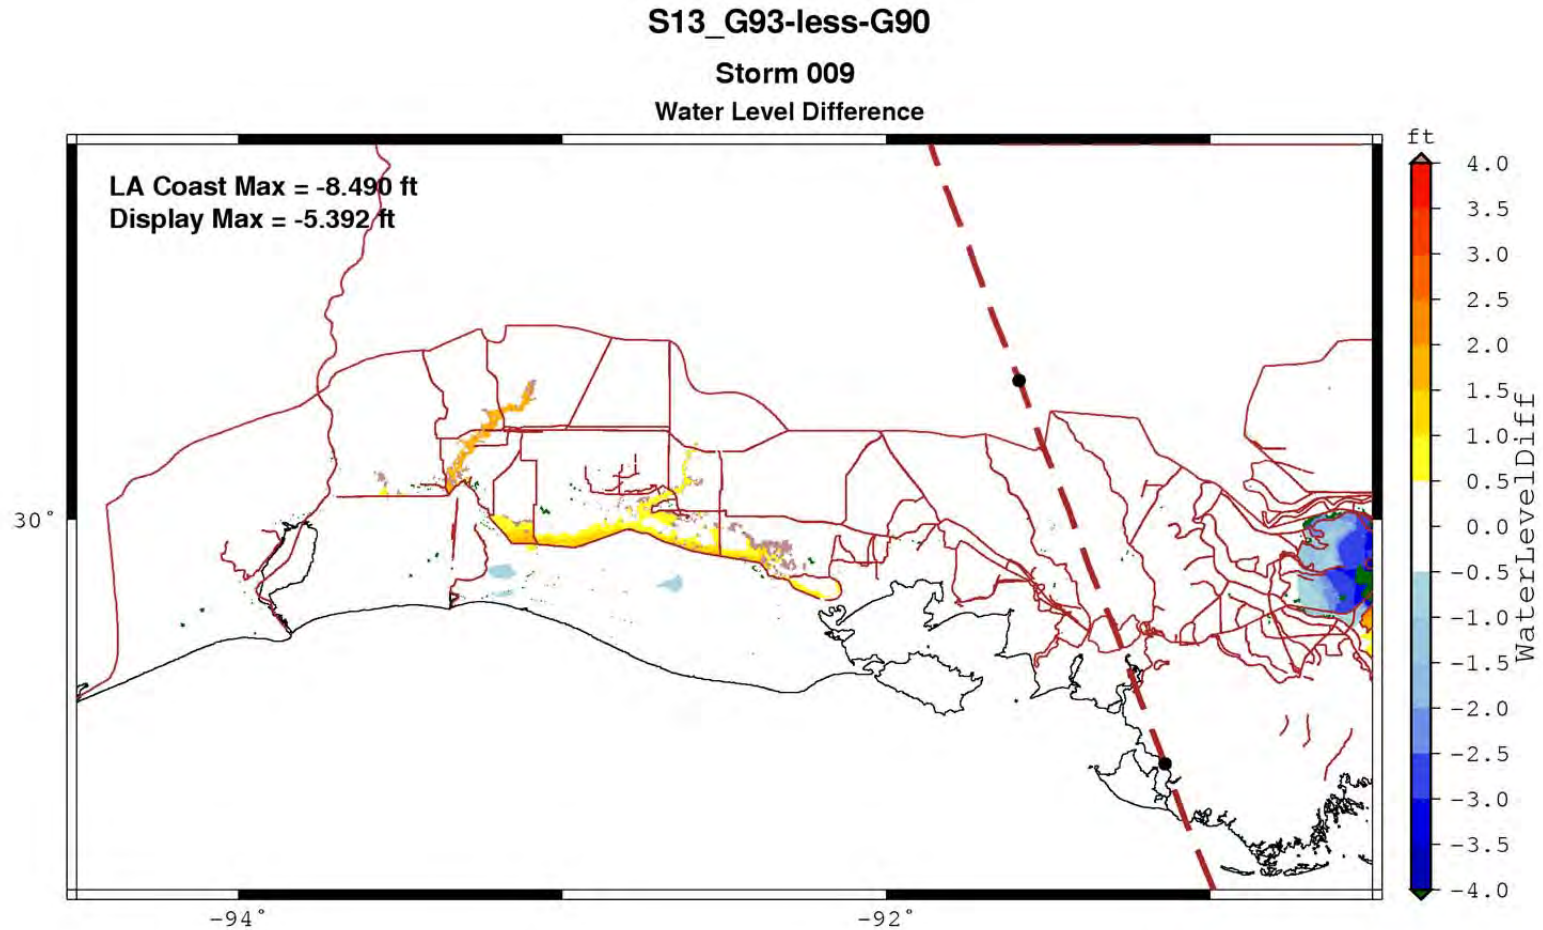 S13_G93-less-G90
Storm 009
Water Level Difference
LA Coast Max = -8.490 ft
Display Max = -5.392 ft
ft
4.0
3.5
3.0
2.5
2.0
1.5
1.0
0.5
0.0
-0.5
-1.0
-1.5
-2.0
-2.5
-3.0
-3.5
-4.0
WaterLevelDiff
30°
-94°
-92°